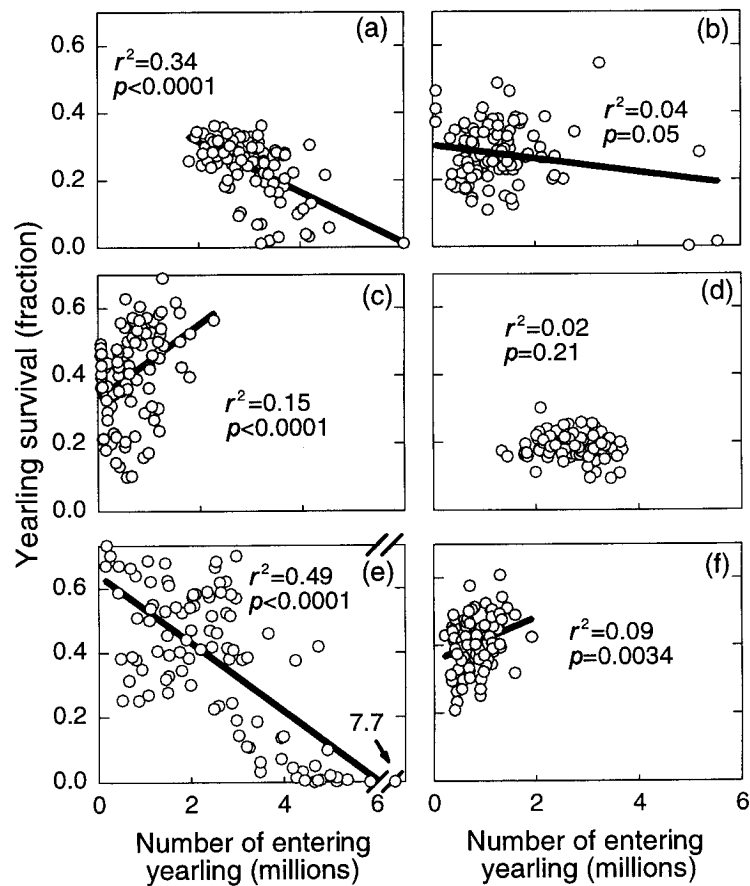 Yearling survival (fraction)
0.6
0.4
0.2
0.0
(a)
r²=0.34
p<0.0001
(b)
r²=0.04
p=0.05
0.6
0.4
0.2
0.0
(c)
r²=0.15
p<0.0001
(d)
r²=0.02
p=0.21
0.6
0.4
0.2
0.0
(e)
r²=0.49
p<0.0001
7.7
(f)
r²=0.09
p=0.0034
0 2 4 6
0 2 4 6
Number of entering
yearling (millions)
Number of entering
yearling (millions)